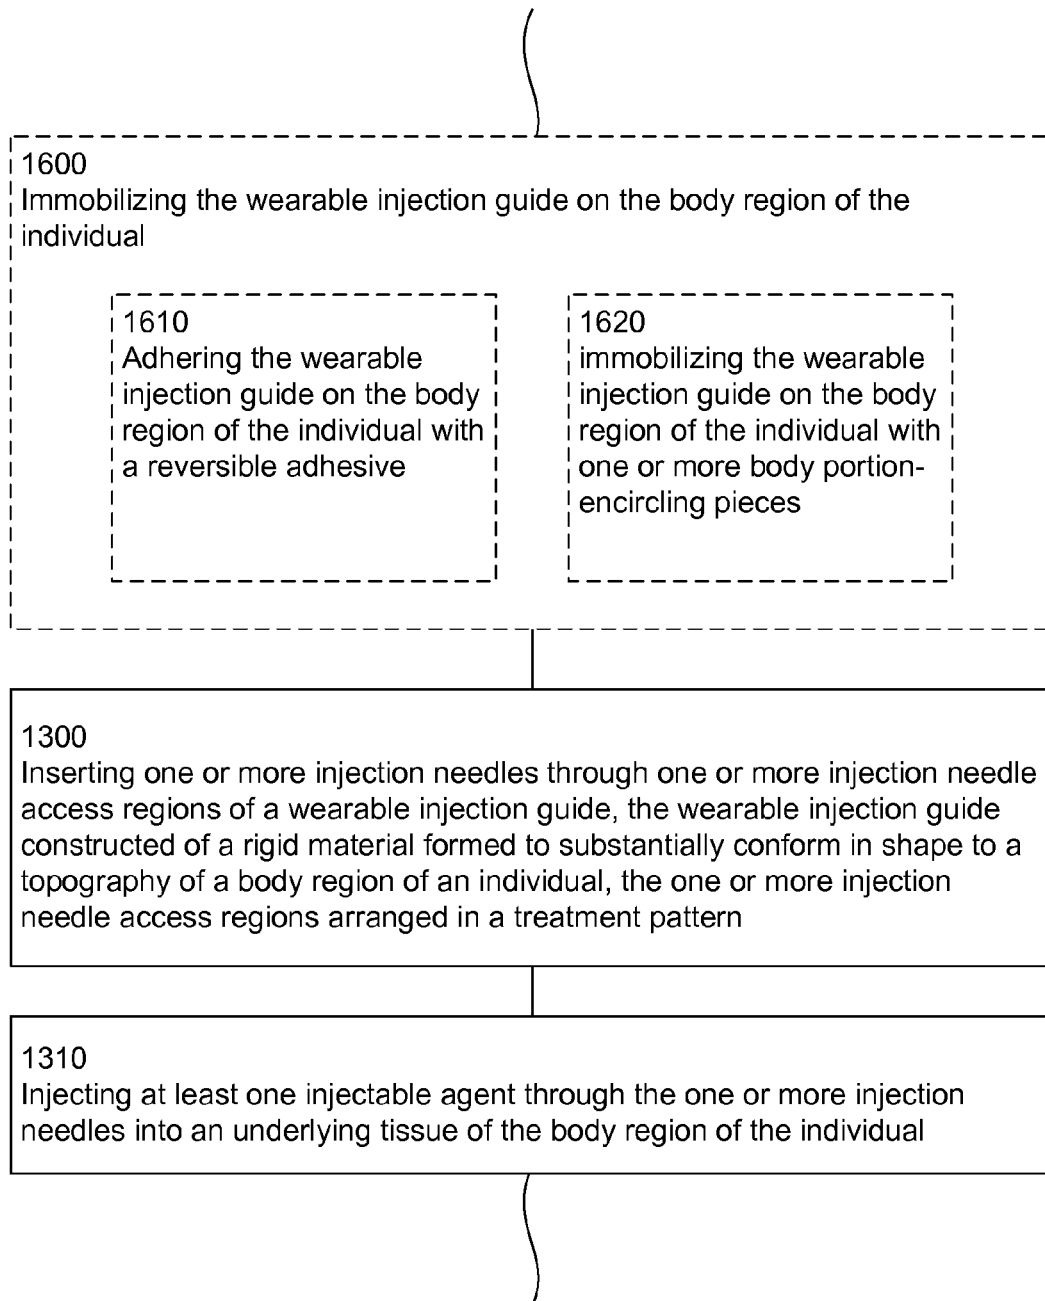 1600
Immobilizing the wearable injection guide on the body region of the
individual
1610
Adhering the wearable
injection guide on the body
region of the individual with
a reversible adhesive
1620
immobilizing the wearable
injection guide on the body
region of the individual with
one or more body portion-
encircling pieces
1300
Inserting one or more injection needles through one or more injection needle
access regions of a wearable injection guide, the wearable injection guide
constructed of a rigid material formed to substantially conform in shape to a
topography of a body region of an individual, the one or more injection
needle access regions arranged in a treatment pattern
1310
Injecting at least one injectable agent through the one or more injection
needles into an underlying tissue of the body region of the individual